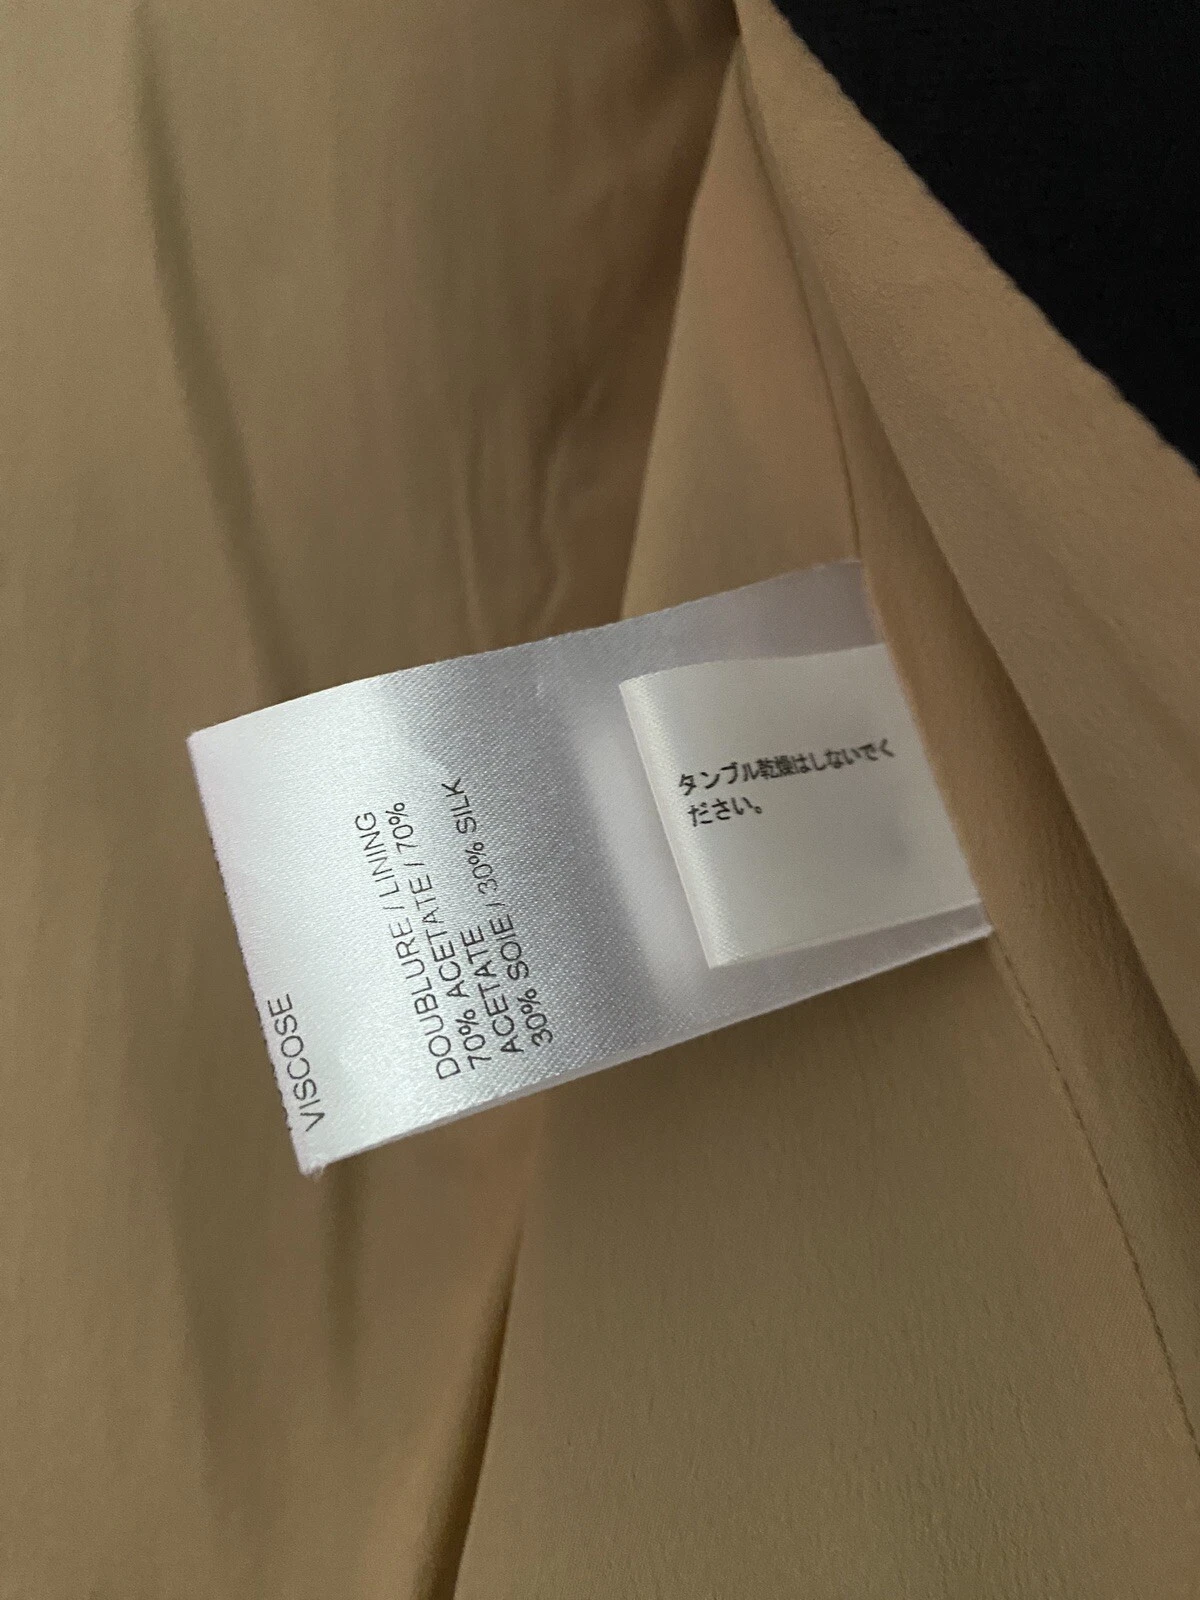 VISCOSE
DOUBLURE / LINING
70% ACETATE / 70%
ACETATE
30% SOIE / 30% SILK
タンブル乾燥はしないでく
ださい。